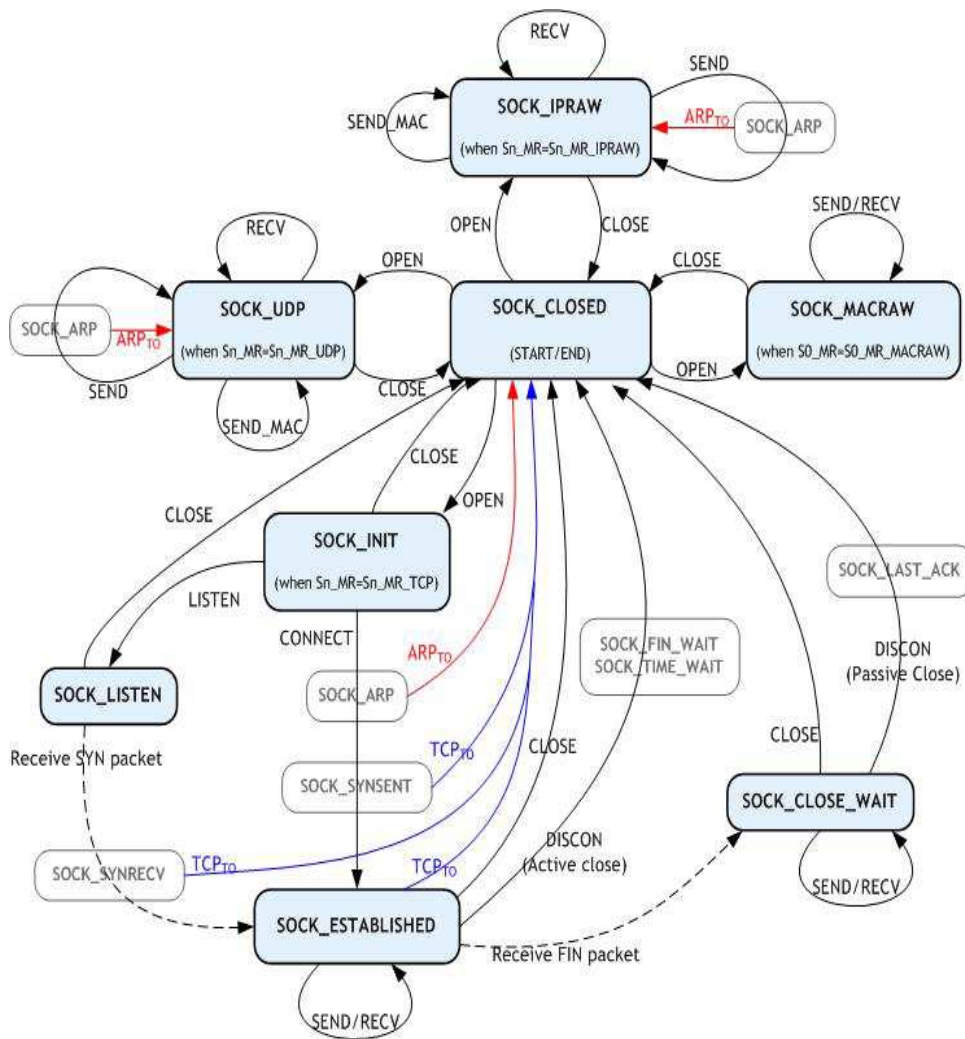 RECV
SEND
SOCK_IPRAW
SEND_MAC
ARPTO
SOCK_ARP
(when Sn_MR=Sn_MR_IPRAW)
SEND/RECV
RECV
OPEN
CLOSE
OPEN
CLOSE
SOCK_UDP
SOCK_CLOSED
SOCK_MACRAW
SOCK_ARP
ARPTO
(when Sn_MR=Sn_MR_UDP)
(START/END)
(when S0_MR=S0_MR_MACRAW)
OPEN
CLOSE
SEND
SEND_MAC
CLOSE
OPEN
CLOSE
SOCK_INIT
(when Sn_MR=Sn_MR_TCP)
SOCK_LAST_ACK
LISTEN
CONNECT
SOCK_FIN_WAIT
SOCK_TIME_WAIT
DISCON
(Passive Close)
ARPTO
SOCK_LISTEN
SOCK_ARP
Receive SYN packet
TCPTO
CLOSE
CLOSE
SOCK_SYNSENT
SOCK_CLOSE_WAIT
DISCON
(Active close)
SOCK_SYNRECV
TCPTO
TCPTO
SEND/RECV
SOCK_ESTABLISHED
Receive FIN packet
SEND/RECV